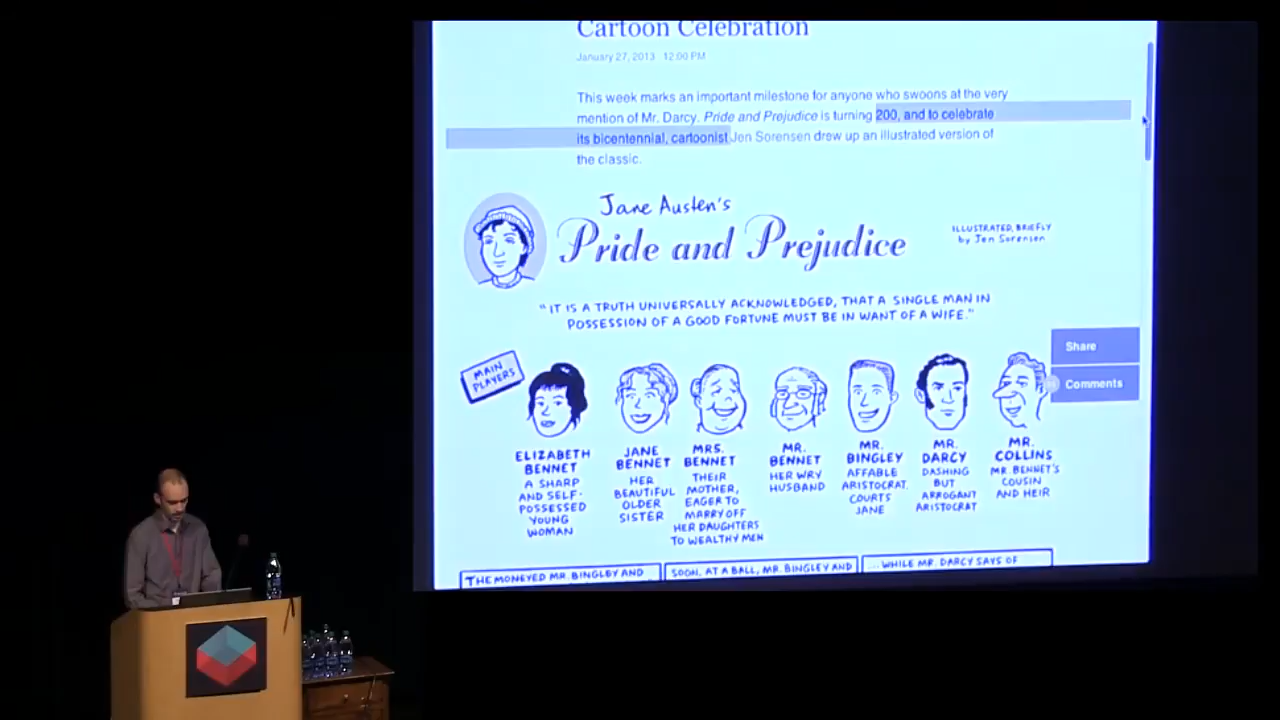 Cartoon Celebration
January 27, 2013 12:00 PM
This week marks an important milestone for anyone who swoons at the very
mention of Mr. Darcy. Pride and Prejudice is turning 200, and to celebrate
its bicentennial, cartoonist Jen Sorensen drew up an illustrated version of
the classic.
Jane Austen's
Pride and Prejudice
ILLUSTRATED, BRIEFLY
by Jen Sorensen
"IT IS A TRUTH UNIVERSALLY ACKNOWLEDGED, THAT A SINGLE MAN IN
POSSESSION OF A GOOD FORTUNE MUST BE IN WANT OF A WIFE."
Share
Comments
MAIN
PLAYERS
ELIZABETH
BENNET
A SHARP
AND SELF-
POSSESSED
YOUNG
WOMAN
JANE
BENNET
HER
BEAUTIFUL
OLDER
SISTER
MRS.
BENNET
THEIR
MOTHER,
EAGER TO
MARRY OFF
HER DAUGHTERS
TO WEALTHY MEN
MR.
BENNET
HER WRY
HUSBAND
MR.
BINGLEY
AFFABLE
ARISTOCRAT,
COURTS
JANE
MR.
DARCY
DASHING
BUT
ARROGANT
ARISTOCRAT
MR.
COLLINS
MR. BENNET'S
COUSIN
AND HEIR
THE MONEYED MR. BINGLEY AND
SOON, AT A BALL, MR. BINGLEY AND
... WHILE MR. DARCY SAYS OF